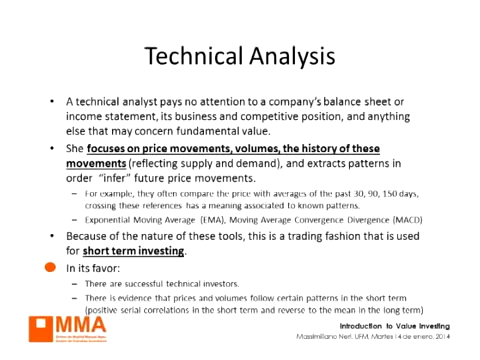 Technical Analysis
• A technical analyst pays no attention to a company's balance sheet or
income statement, its business and competitive position, and anything
else that may concern fundamental value.
• She focuses on price movements, volumes, the history of these
movements (reflecting supply and demand), and extracts patterns in
order "infer" future price movements.
– For example, they often compare the price with averages of the past 30, 90, 150 days,
crossing these references has a meaning associated to known patterns.
– Exponential Moving Average (EMA), Moving Average Convergence Divergence (MACD)
• Because of the nature of these tools, this is a trading fashion that is used
for short term investing.
In its favor:
– There are successful technical investors.
– There is evidence that prices and volumes follow certain patterns in the short term
(positive serial correlations in the short term and reverse to the mean in the long term)
MMA
Introduction to Value Investing
UFM, Martes 14 de enero, 2014